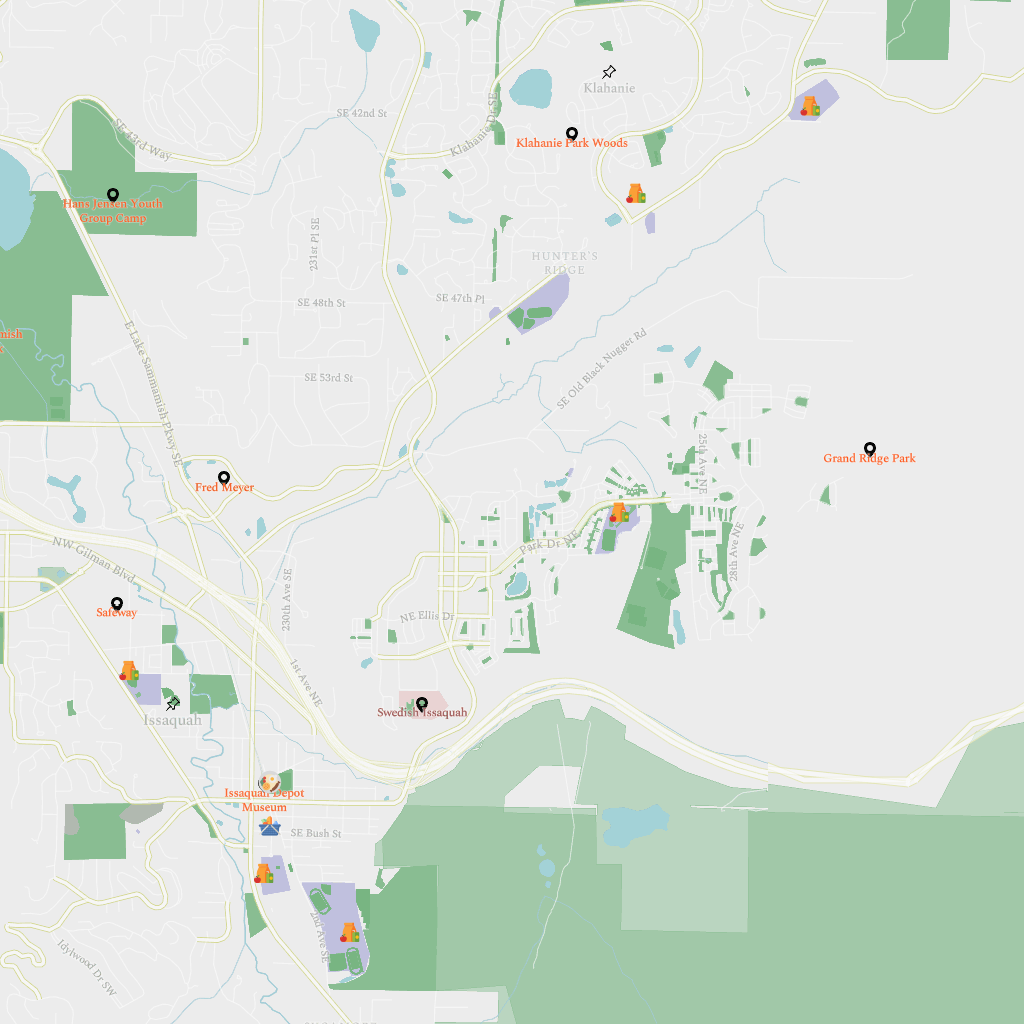 Klahanie
SE 42nd St
Klahanie Dr SE
SE 43rd Way
Klahanie Park Woods
Hans Jensen Youth
Group Camp
231st Pl SE
HUNTER'S
RIDGE
SE 48th St
SE 47th Pl
E Lake Sammamish Pkwy SE
SE Old Black Nugget Rd
SE 53rd St
25th Ave NE
Grand Ridge Park
Fred Meyer
Park Dr NE
28th Ave NE
NW Gilman Blvd
230th Ave SE
Safeway
NE Ellis Dr
1st Ave NE
Issaquah
Swedish Issaquah
Issaquah Depot
Museum
SE Bush St
2nd Ave SE
Idylwood Dr SW